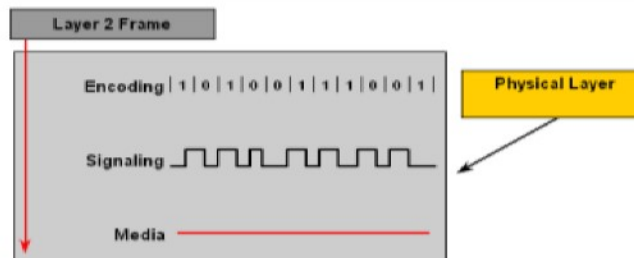 Layer 2 Frame
Encoding | 1 | 0 | 1 | 0 | 0 | 1 | 1 | 1 | 0 | 0 | 1 |
Physical Layer
Signaling
Media